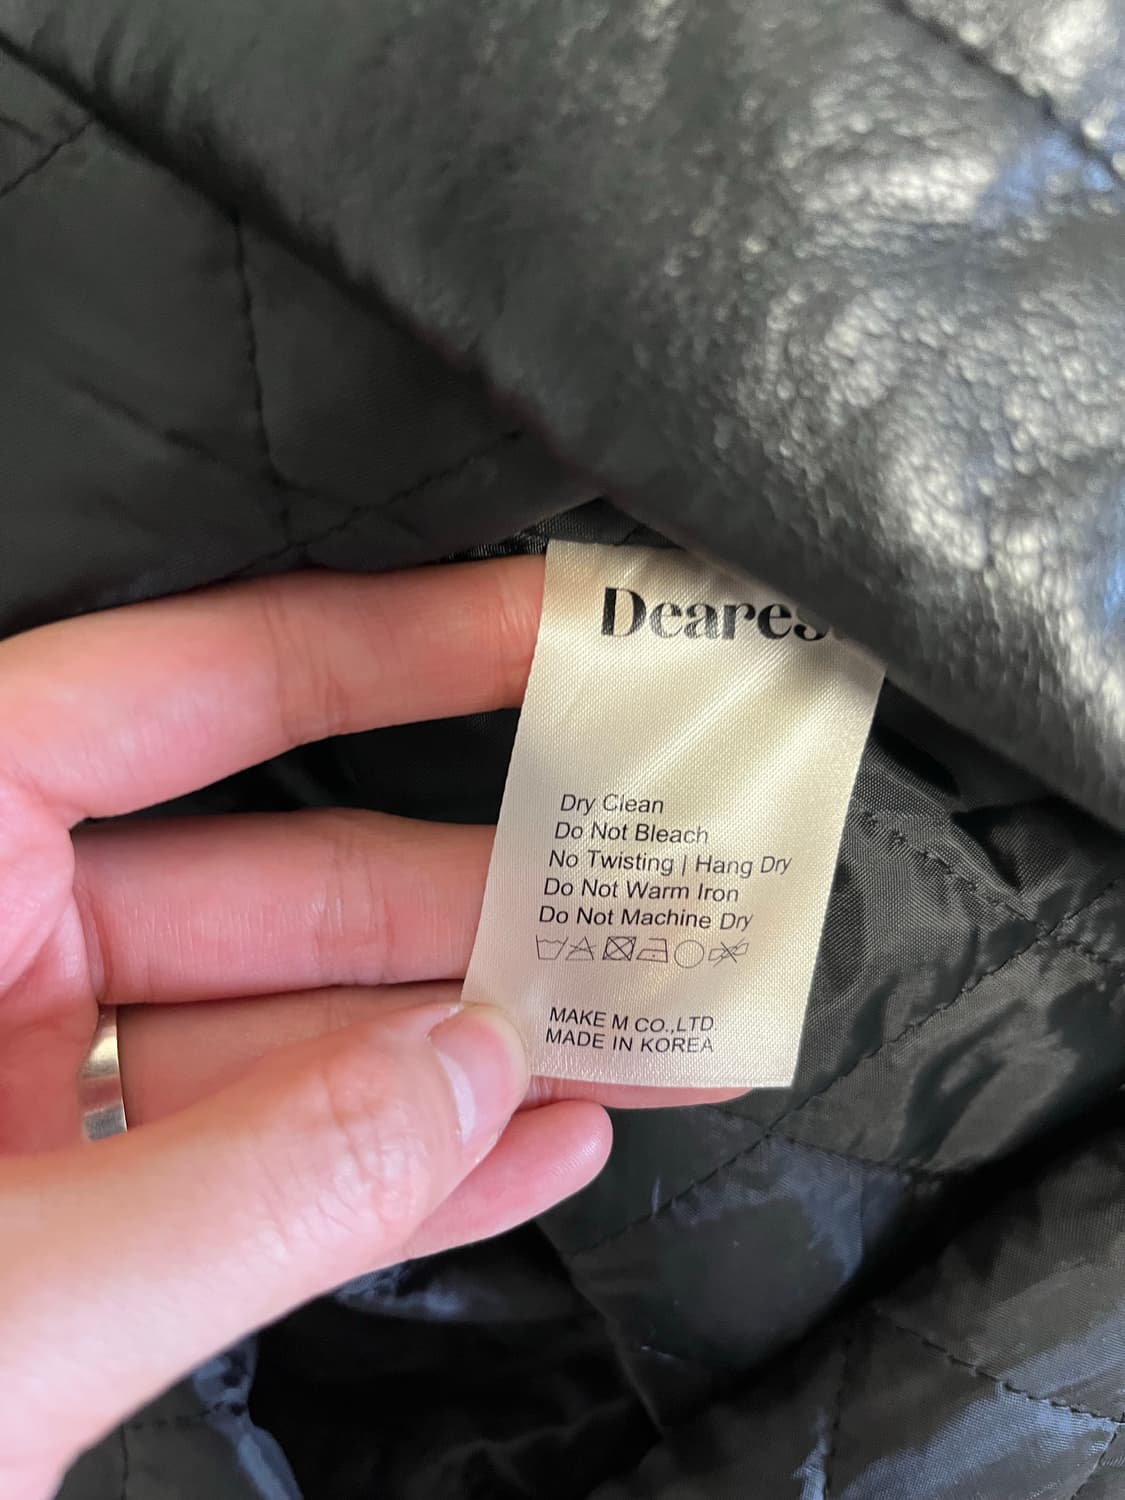 Deares
Dry Clean
Do Not Bleach
No Twisting | Hang Dry
Do Not Warm Iron
Do Not Machine Dry
MAKE M CO.,LTD
MADE IN KOREA